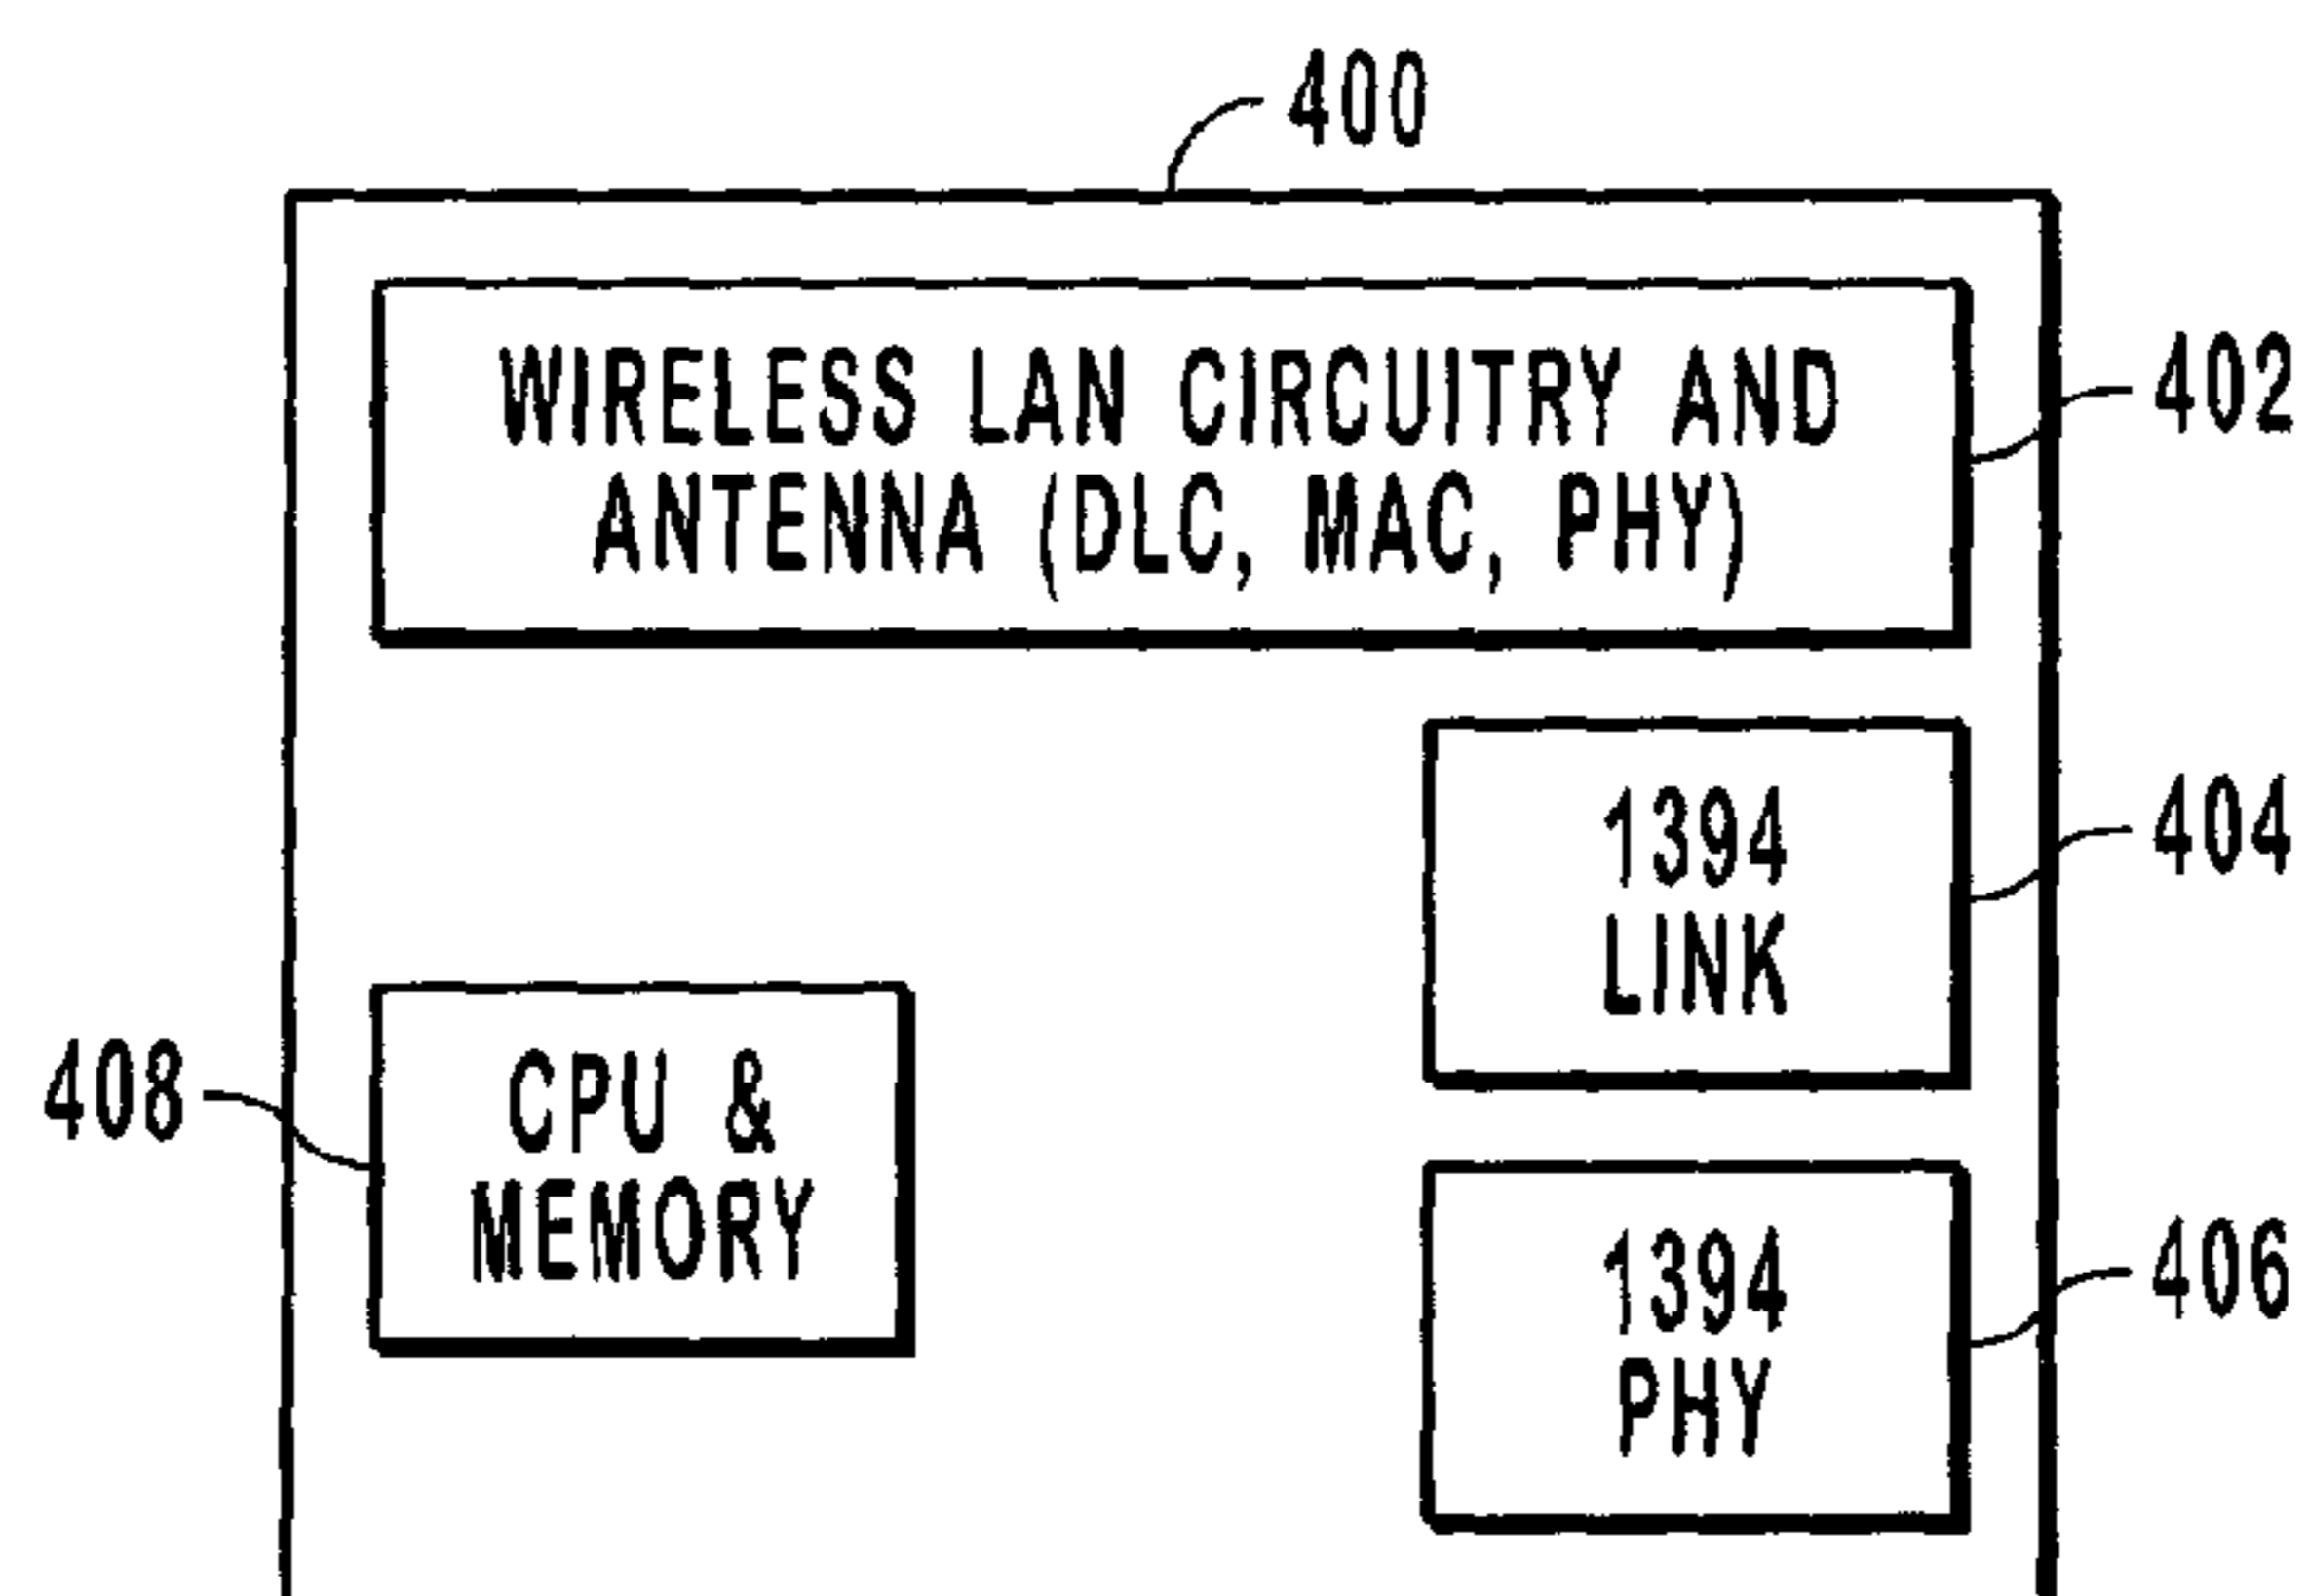 400
WIRELESS LAN CIRCUITRY AND
ANTENNA (DLC, MAC, PHY)
402
1394
LINK
404
408
CPU &
MEMORY
1394
PHY
406